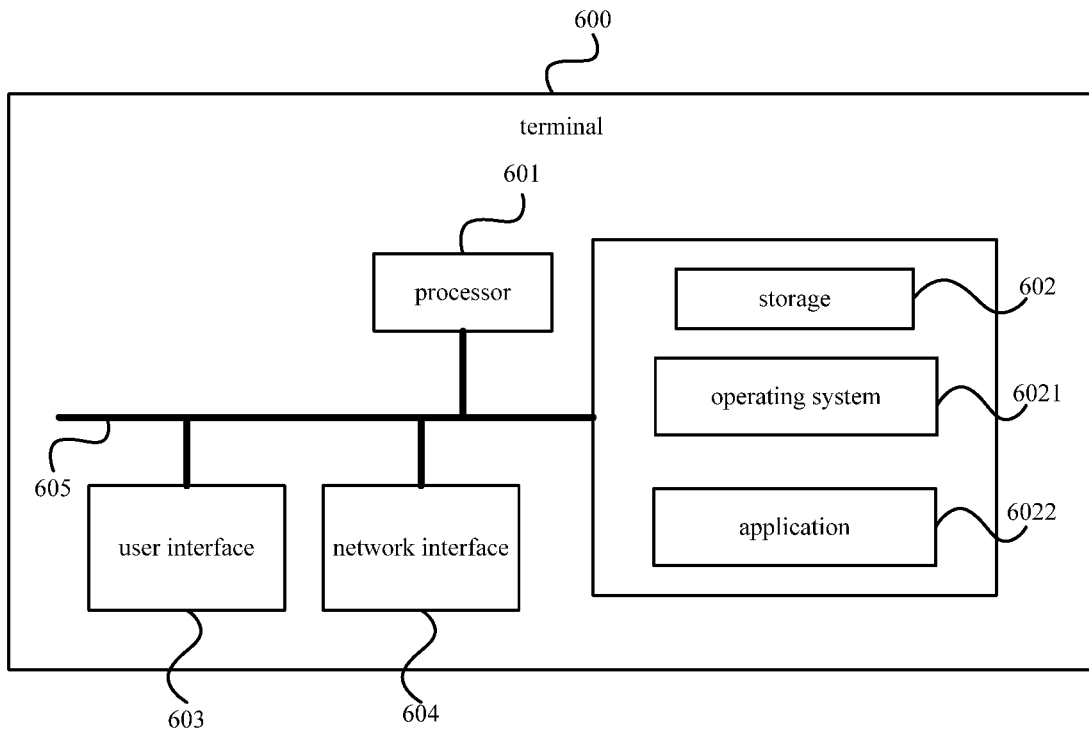 600
terminal
601
processor
storage
602
operating system
6021
605
user interface
network interface
application
6022
603
604